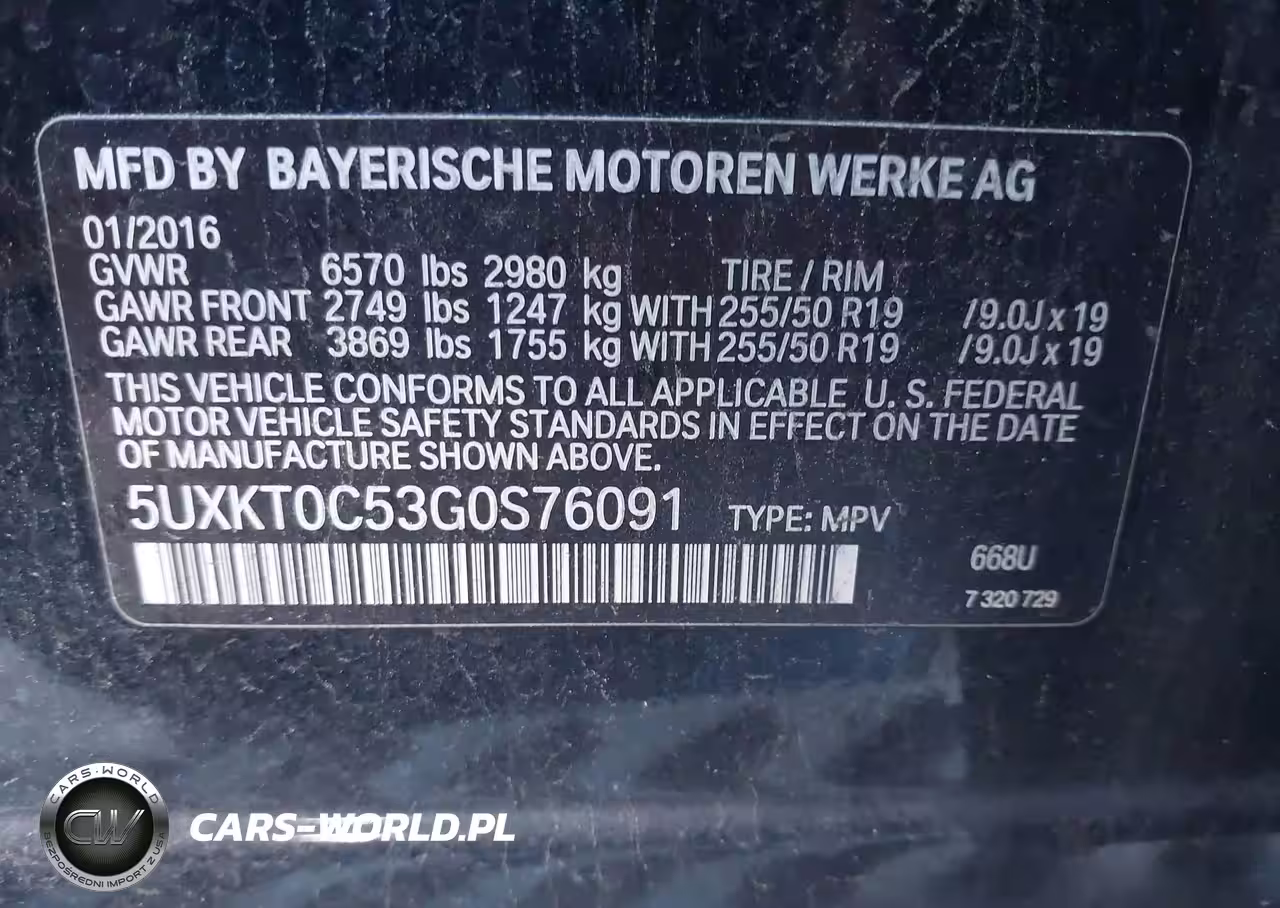 MFD BY BAYERISCHE MOTOREN WERKE AG
01/2016
GVWR 6570 lbs 2980 kg TIRE / RIM
GAWR FRONT 2749 lbs 1247 kg WITH 255/50 R19 /9.0J x 19
GAWR REAR 3869 lbs 1755 kg WITH 255/50 R19 /9.0J x 19
THIS VEHICLE CONFORMS TO ALL APPLICABLE U. S. FEDERAL
MOTOR VEHICLE SAFETY STANDARDS IN EFFECT ON THE DATE
OF MANUFACTURE SHOWN ABOVE.
5UXKT0C53G0S76091 TYPE: MPV
668U
7 320 729
CARS-WORLD
CW
BEZPOŚREDNI IMPORT Z USA
CARS-WORLD.PL